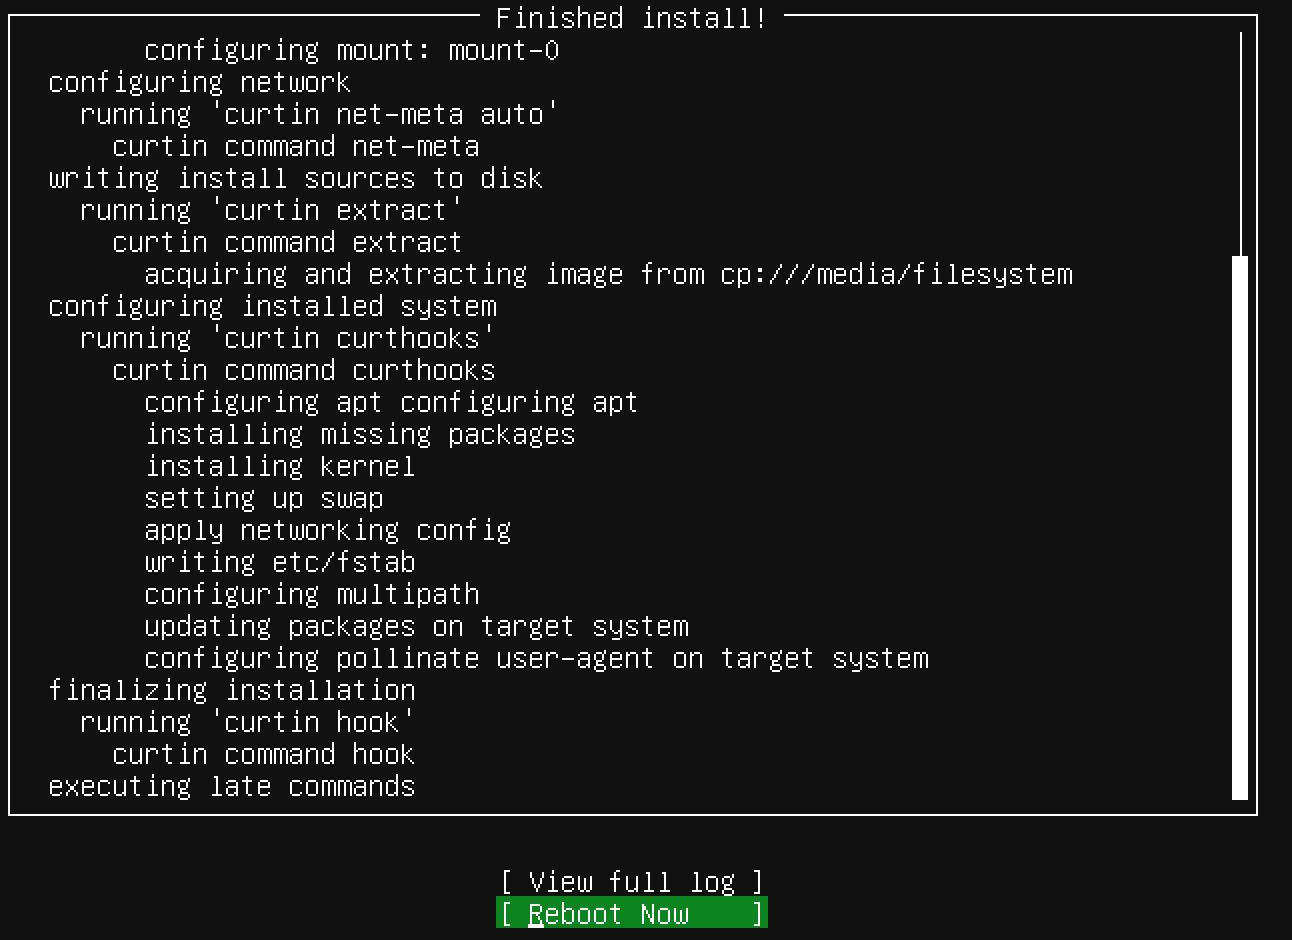 Finished install!
configuring mount: mount-0
configuring network
running 'curtin net-meta auto'
curtin command net-meta
writing install sources to disk
running 'curtin extract'
curtin command extract
acquiring and extracting image from cp:///media/filesystem
configuring installed system
running 'curtin curthooks'
curtin command curthooks
configuring apt configuring apt
installing missing packages
installing kernel
setting up swap
apply networking config
writing etc/fstab
configuring multipath
updating packages on target system
configuring pollinate user-agent on target system
finalizing installation
running 'curtin hook'
curtin command hook
executing late commands
[ View full log ]
[ Reboot Now ]